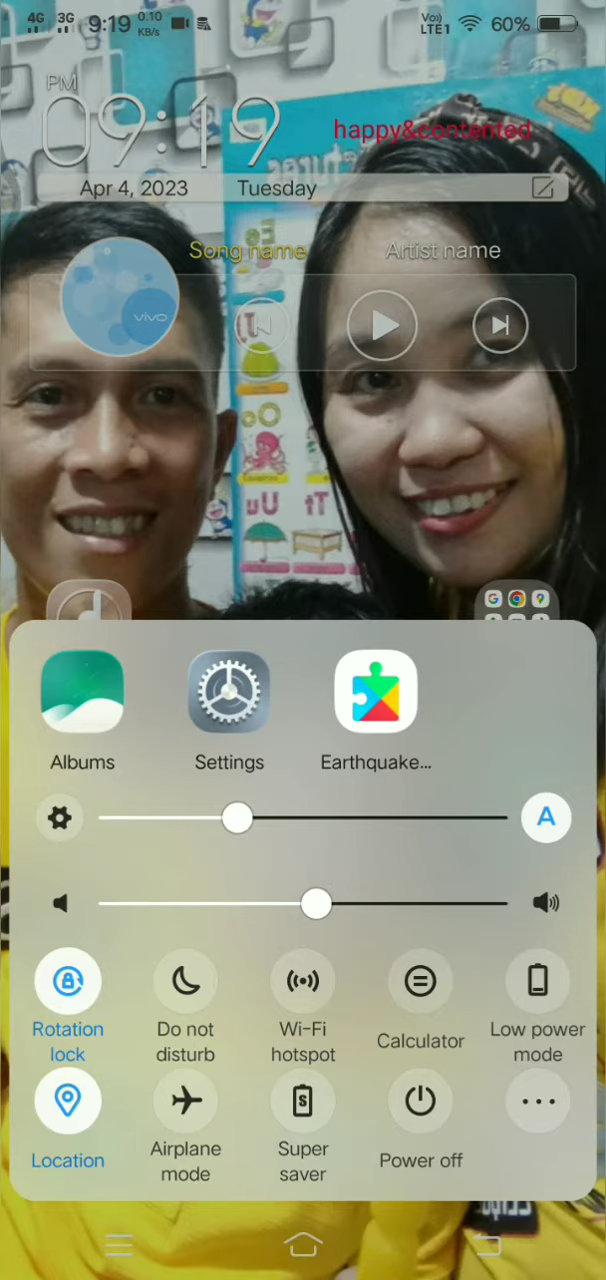 4G 3G 9:19 0.10 KB/s Vo) LTE1 60%
PM
09:19
happy&contented
Apr 4, 2023 Tuesday
Song name Artist name
vivo
Uu Tt
Albums Settings Earthquake...
A
Rotation lock
Do not disturb
Wi-Fi hotspot
Calculator
Low power mode
Location
Airplane mode
Super saver
Power off